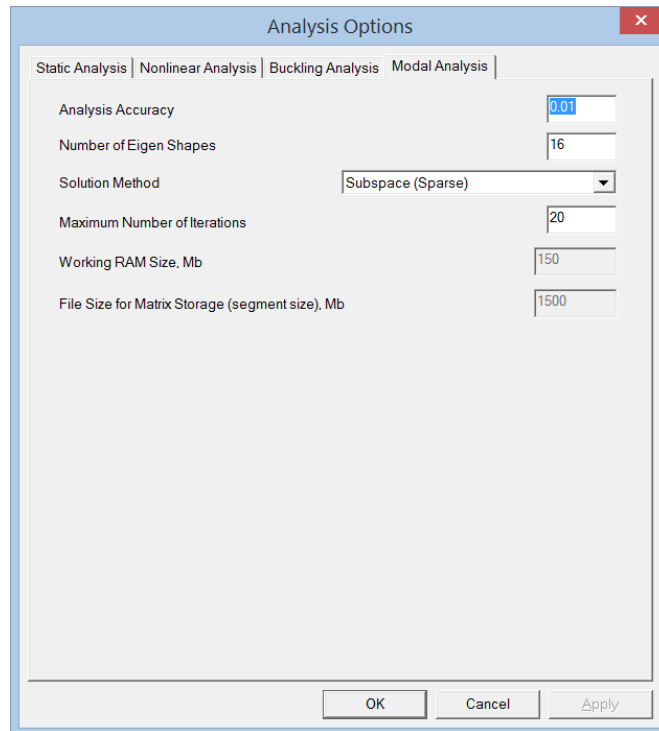 Analysis Options
Static Analysis Nonlinear Analysis Buckling Analysis Modal Analysis
Analysis Accuracy 0.01
Number of Eigen Shapes 16
Solution Method Subspace (Sparse)
Maximum Number of Iterations 20
Working RAM Size, Mb 150
File Size for Matrix Storage (segment size), Mb 1500
OK Cancel Apply